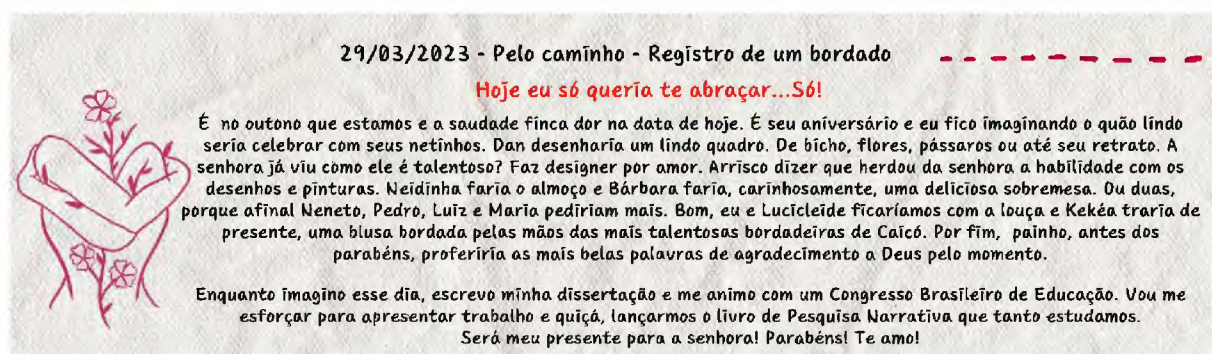 29/03/2023 - Pelo caminho - Registro de um bordado
Hoje eu só queria te abraçar...Só!
É no outono que estamos e a saudade finca dor na data de hoje. É seu aniversário e eu fico imaginando o quão lindo
seria celebrar com seus netinhos. Dan desenharia um lindo quadro. De bicho, flores, pássaros ou até seu retrato. A
senhora já viu como ele é talentoso? Faz designer por amor. Arrisco dizer que herdou da senhora a habilidade com os
desenhos e pinturas. Neidinha faria o almoço e Bárbara faria, carinhosamente, uma deliciosa sobremesa. Ou duas,
porque afinal Neneto, Pedro, Luiz e Maria pediriam mais. Bom, eu e Lucicleide ficaríamos com a louça e Kekéa traria de
presente, uma blusa bordada pelas mãos das mais talentosas bordadeiras de Caicó. Por fim, painho, antes dos
parabéns, proferiria as mais belas palavras de agradecimento a Deus pelo momento.
Enquanto imagino esse dia, escrevo minha dissertação e me animo com um Congresso Brasileiro de Educação. Vou me
esforçar para apresentar trabalho e quiçá, lançarmos o livro de Pesquisa Narrativa que tanto estudamos.
Será meu presente para a senhora! Parabéns! Te amo!